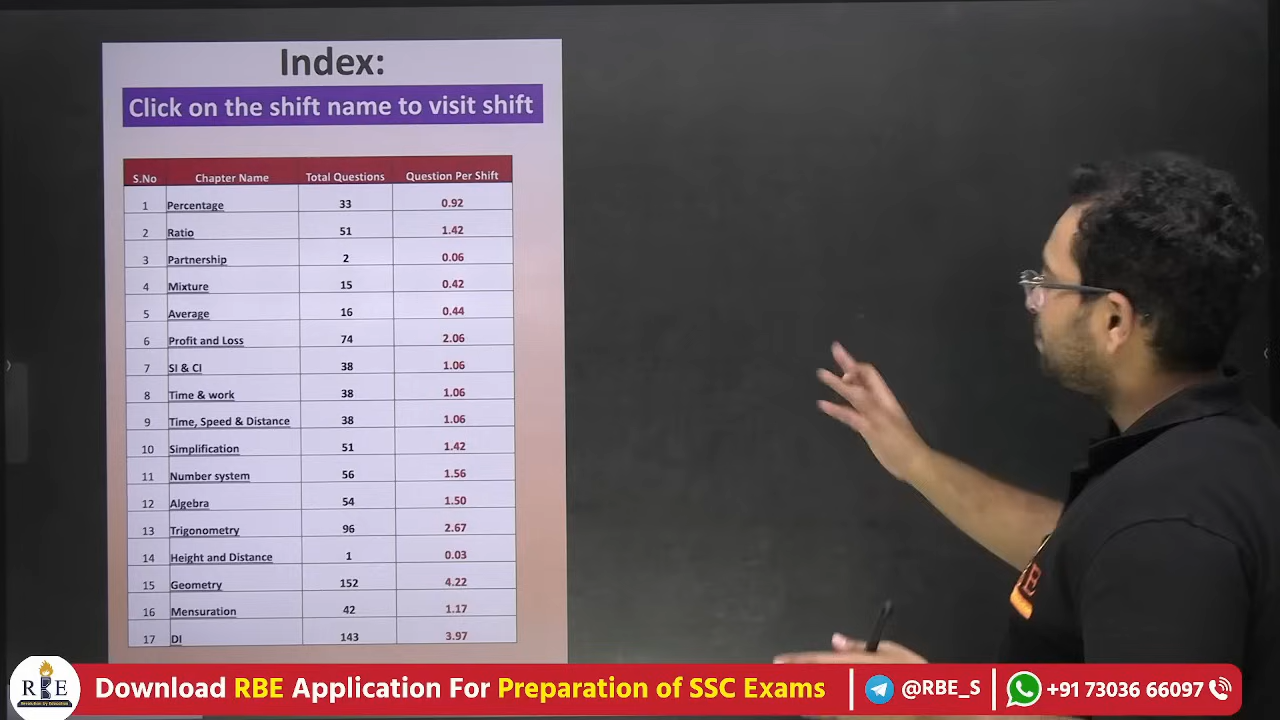 Index:
Click on the shift name to visit shift
S.No Chapter Name Total Questions Question Per Shift
1 Percentage 33 0.92
2 Ratio 51 1.42
3 Partnership 2 0.06
4 Mixture 15 0.42
5 Average 16 0.44
6 Profit and Loss 74 2.06
7 SI & CI 38 1.06
8 Time & work 38 1.06
9 Time, Speed & Distance 38 1.06
10 Simplification 51 1.42
11 Number system 56 1.56
12 Algebra 54 1.50
13 Trigonometry 96 2.67
14 Height and Distance 1 0.03
15 Geometry 152 4.22
16 Mensuration 42 1.17
17 DI 143 3.97
RBE
Revolution By Education
Download RBE Application For Preparation of SSC Exams
@RBE_S
+91 73036 66097